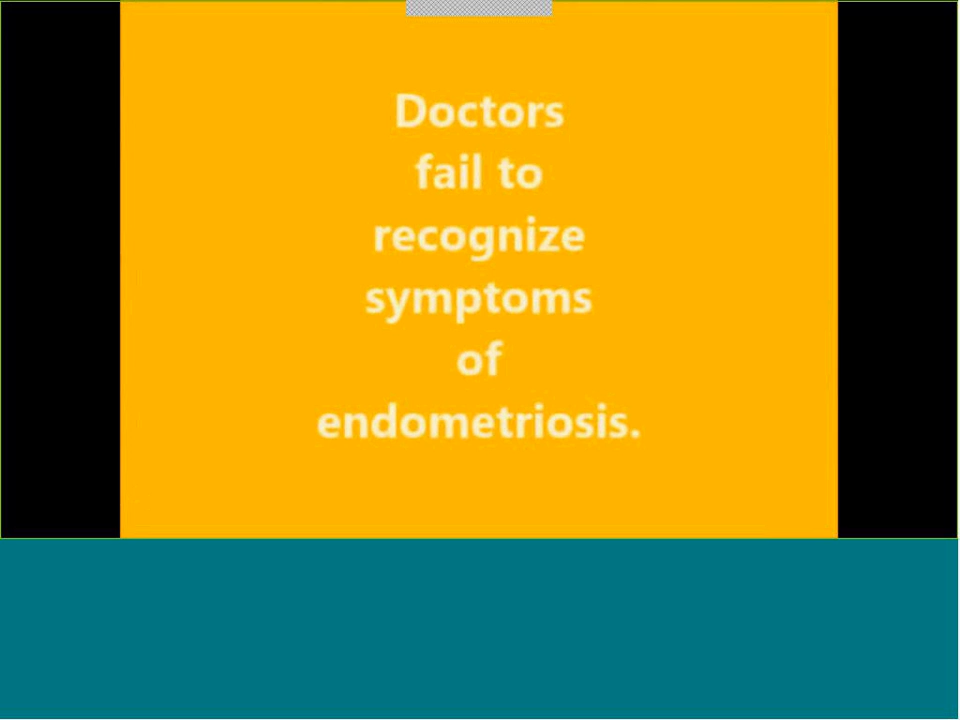 Doctors
fail to
recognize
symptoms
of
endometriosis.